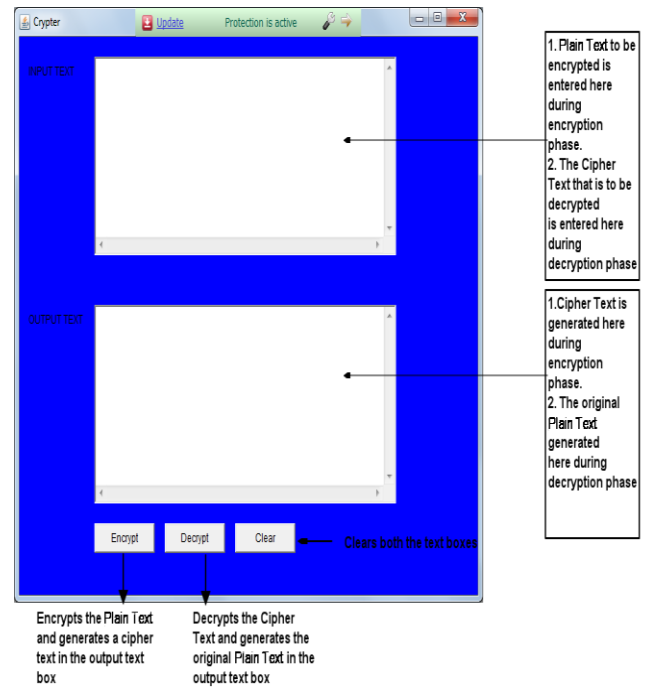 Crypter
Update
Protection is active
INPUT TEXT
1. Plain Text to be
encrypted is
entered here
during
encryption
phase.
2. The Cipher
Text that is to be
decrypted
is entered here
during
decryption phase
OUTPUT TEXT
1.Cipher Text is
generated here
during
encryption
phase.
2. The original
Plain Text
generated
here during
decryption phase
Encrypt
Decrypt
Clear
Clears both the text boxes
Encrypts the Plain Text
and generates a cipher
text in the output text
box
Decrypts the Cipher
Text and generates the
original Plain Text in the
output text box